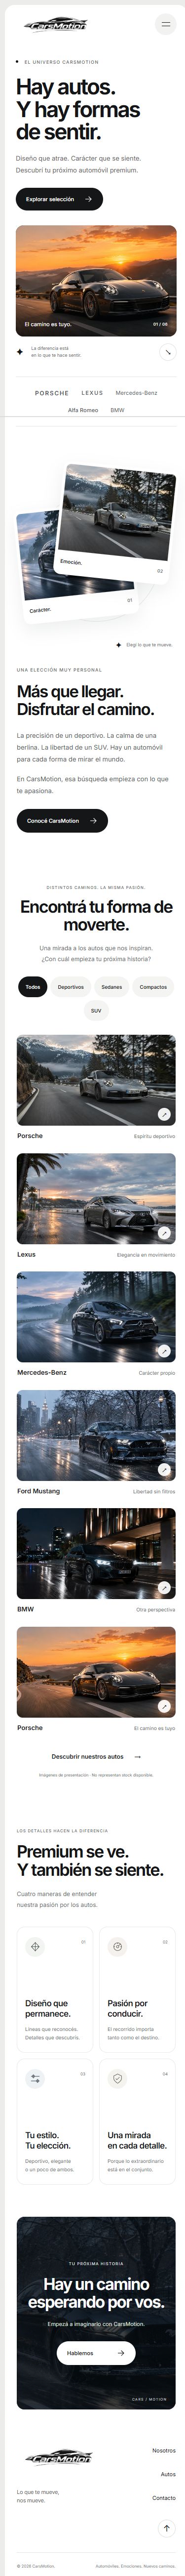 CarsMotion
EL UNIVERSO CARSMOTION
Hay autos.
Y hay formas
de sentir.
Diseño que atrae. Carácter que se siente.
Descubrí tu próximo automóvil premium.
Explorar selección
El camino es tuyo.
01 / 06
La diferencia está
en lo que te hace sentir.
PORSCHE
LEXUS
Mercedes-Benz
Alfa Romeo
BMW
Emoción.
02
Carácter.
01
Elegí lo que te mueve.
UNA ELECCIÓN MUY PERSONAL
Más que llegar.
Disfrutar el camino.
La precisión de un deportivo. La calma de una
berlina. La libertad de un SUV. Hay un automóvil
para cada forma de mirar el mundo.
En CarsMotion, esa búsqueda empieza con lo que
te apasiona.
Conocé CarsMotion
DISTINTOS CAMINOS. LA MISMA PASIÓN.
Encontrá tu forma de
moverte.
Una mirada a los autos que nos inspiran.
¿Con cuál empieza tu próxima historia?
Todos
Deportivos
Sedanes
Compactos
SUV
Porsche
Espíritu deportivo
Lexus
Elegancia en movimiento
Mercedes-Benz
Carácter propio
Ford Mustang
Libertad sin filtros
BMW
Otra perspectiva
Porsche
El camino es tuyo
Descubrir nuestros autos
Imágenes de presentación · No representan stock disponible.
LOS DETALLES HACEN LA DIFERENCIA
Premium se ve.
Y también se siente.
Cuatro maneras de entender
nuestra pasión por los autos.
01
Diseño que
permanece.
Líneas que reconocés.
Detalles que descubrís.
02
Pasión por
conducir.
El recorrido importa
tanto como el destino.
03
Tu estilo.
Tu elección.
Deportivo, elegante
o un poco de ambos.
04
Una mirada
en cada detalle.
Porque lo extraordinario
está en el conjunto.
TU PRÓXIMA HISTORIA
Hay un camino
esperando por vos.
Empezá a imaginarlo con CarsMotion.
Hablemos
CARS / MOTION
CarsMotion
Lo que te mueve,
nos mueve.
Nosotros
Autos
Contacto
© 2026 CarsMotion.
Automóviles. Emociones. Nuevos caminos.